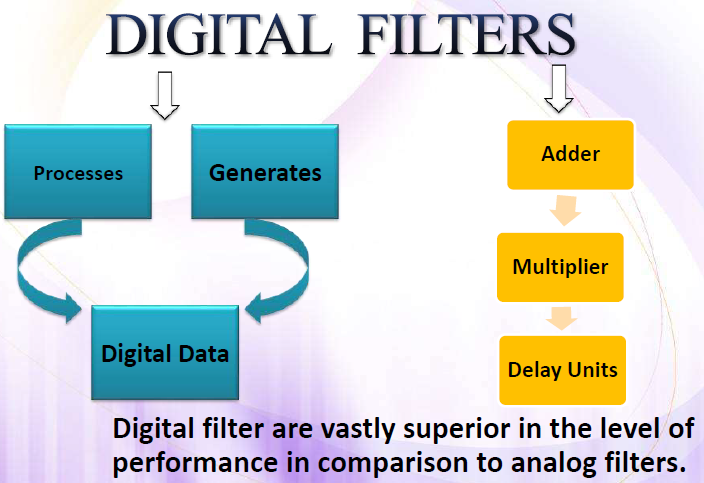 DIGITAL FILTERS
Processes
Generates
Digital Data
Adder
Multiplier
Delay Units
Digital filter are vastly superior in the level of
performance in comparison to analog filters.